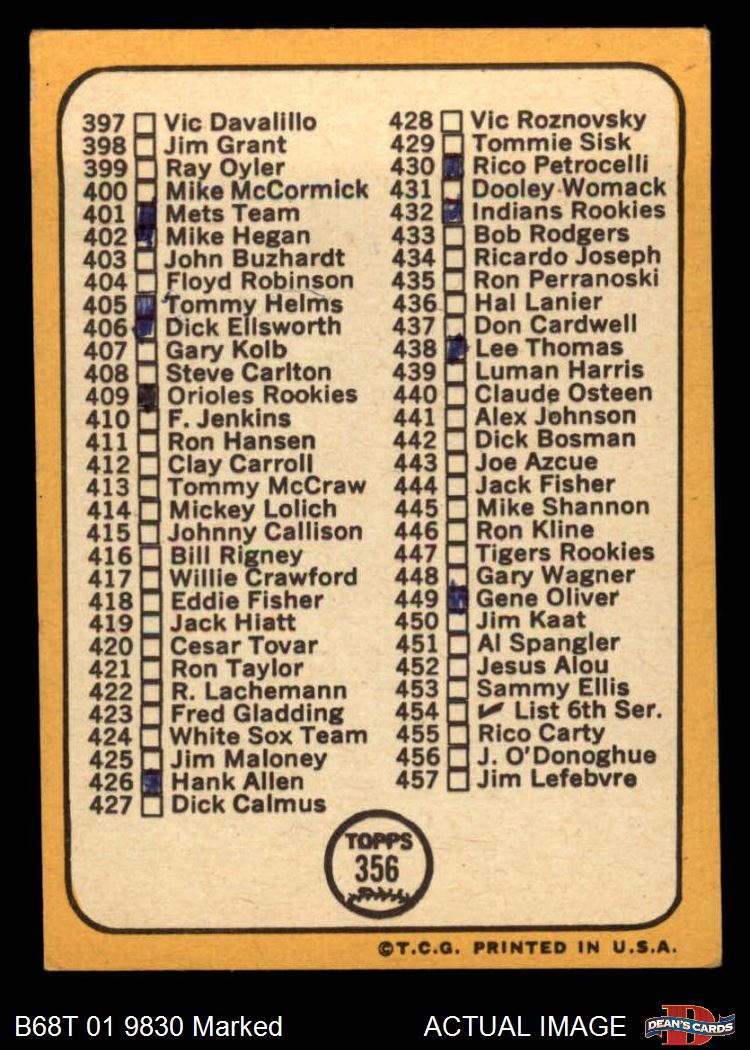 397 Vic Davalillo
398 Jim Grant
399 Ray Oyler
400 Mike McCormick
401 Mets Team
402 Mike Hegan
403 John Buzhardt
404 Floyd Robinson
405 Tommy Helms
406 Dick Ellsworth
407 Gary Kolb
408 Steve Carlton
409 Orioles Rookies
410 F. Jenkins
411 Ron Hansen
412 Clay Carroll
413 Tommy McCraw
414 Mickey Lolich
415 Johnny Callison
416 Bill Rigney
417 Willie Crawford
418 Eddie Fisher
419 Jack Hiatt
420 Cesar Tovar
421 Ron Taylor
422 R. Lachemann
423 Fred Gladding
424 White Sox Team
425 Jim Maloney
426 Hank Allen
427 Dick Calmus
428 Vic Roznovsky
429 Tommie Sisk
430 Rico Petrocelli
431 Dooley Womack
432 Indians Rookies
433 Bob Rodgers
434 Ricardo Joseph
435 Ron Perranoski
436 Hal Lanier
437 Don Cardwell
438 Lee Thomas
439 Luman Harris
440 Claude Osteen
441 Alex Johnson
442 Dick Bosman
443 Joe Azcue
444 Jack Fisher
445 Mike Shannon
446 Ron Kline
447 Tigers Rookies
448 Gary Wagner
449 Gene Oliver
450 Jim Kaat
451 Al Spangler
452 Jesus Alou
453 Sammy Ellis
454 ✔ List 6th Ser.
455 Rico Carty
456 J. O'Donoghue
457 Jim Lefebvre
TOPPS
356
©T.C.G. PRINTED IN U.S.A.
B68T 01 9830 Marked ACTUAL IMAGE
D
DEAN'S CARDS